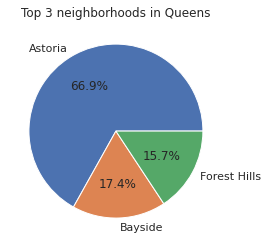 Top 3 neighborhoods in Queens
Astoria
66.9%
15.7%
Forest Hills
17.4%
Bayside